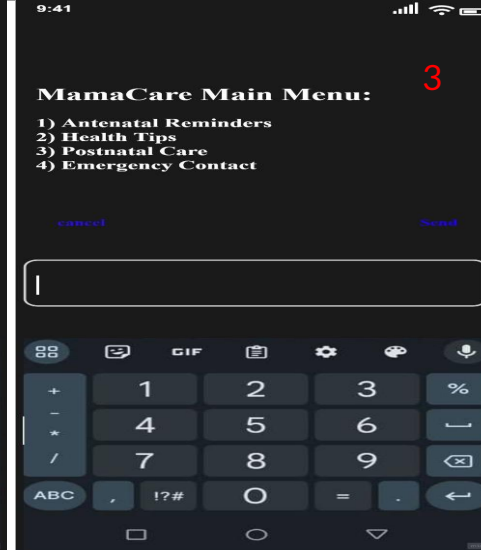 9:41
3
MamaCare Main Menu:
1) Antenatal Reminders
2) Health Tips
3) Postnatal Care
4) Emergency Contact
cancel Send
GIF
+ 1 2 3 %
-
* 4 5 6
/ 7 8 9
ABC , !?# 0 = .